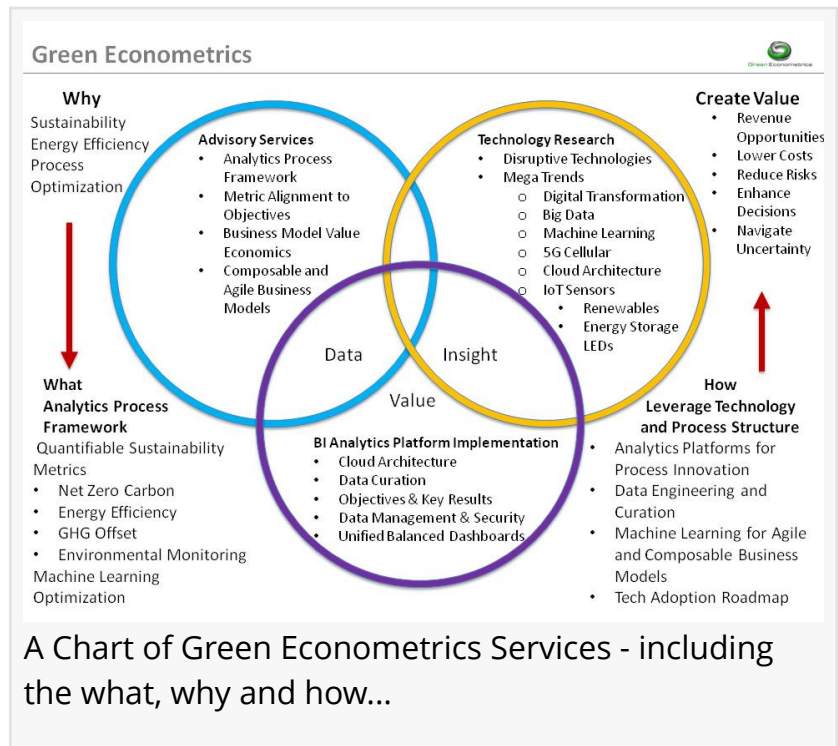 Green Econometrics
Green Econometrics
Why
Sustainability
Energy Efficiency
Process
Optimization
Advisory Services
• Analytics Process
Framework
• Metric Alignment to
Objectives
• Business Model Value
Economics
• Composable and
Agile Business
Models
Technology Research
• Disruptive Technologies
• Mega Trends
o Digital Transformation
o Big Data
o Machine Learning
o 5G Cellular
o Cloud Architecture
o IoT Sensors
• Renewables
• Energy Storage
LEDs
Create Value
• Revenue
Opportunities
• Lower Costs
• Reduce Risks
• Enhance
Decisions
• Navigate
Uncertainty
Data
Insight
Value
What
Analytics Process
Framework
Quantifiable Sustainability
Metrics
• Net Zero Carbon
• Energy Efficiency
• GHG Offset
• Environmental Monitoring
Machine Learning
Optimization
BI Analytics Platform Implementation
• Cloud Architecture
• Data Curation
• Objectives & Key Results
• Data Management & Security
• Unified Balanced Dashboards
How
Leverage Technology
and Process Structure
• Analytics Platforms for
Process Innovation
• Data Engineering and
Curation
• Machine Learning for Agile
and Composable Business
Models
• Tech Adoption Roadmap
A Chart of Green Econometrics Services - including
the what, why and how...